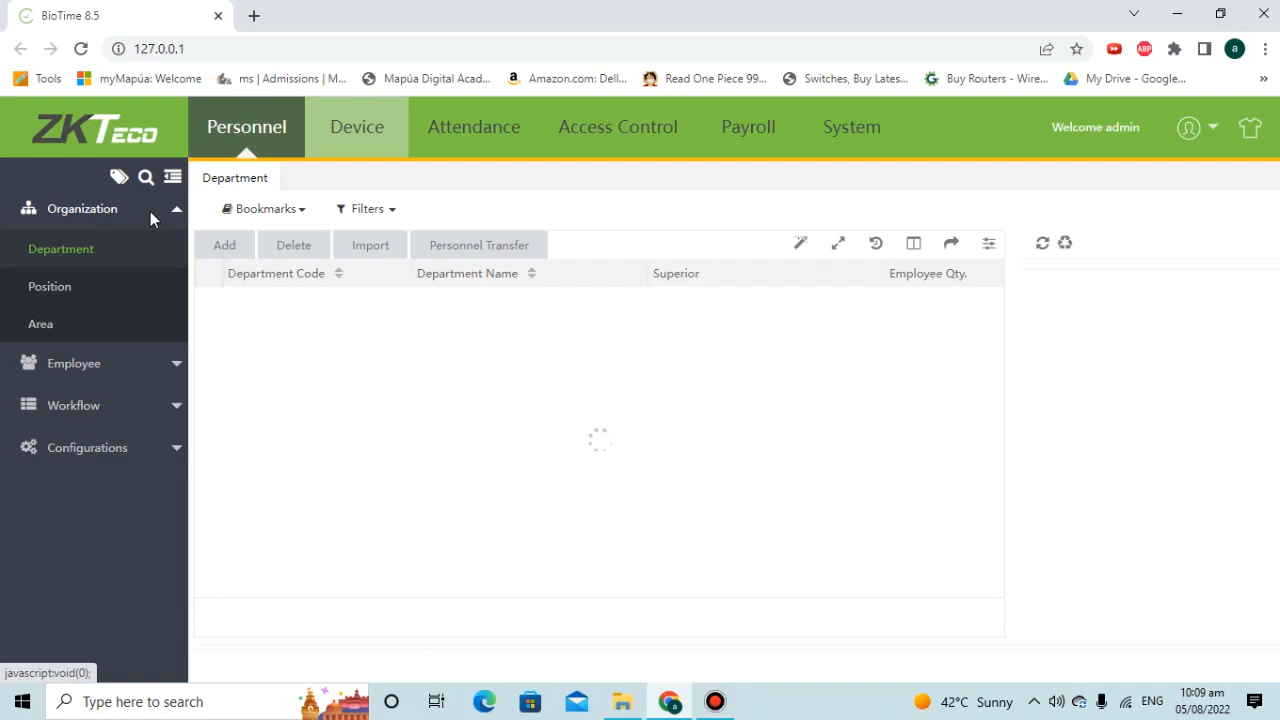 BioTime 8.5
127.0.0.1
ABP
a
Tools
myMapúa: Welcome
ms | Admissions | M...
Mapúa Digital Acad...
Amazon.com: Dell...
Read One Piece 99...
Switches, Buy Lates...
Buy Routers - Wire...
My Drive - Google...
»
ZKTeco
Personnel
Device
Attendance
Access Control
Payroll
System
Welcome admin
Organization
Department
Position
Area
Employee
Workflow
Configurations
Department
Bookmarks
Filters
Add
Delete
Import
Personnel Transfer
Department Code
Department Name
Superior
Employee Qty.
javascript:void(0);
Type here to search
a
42°C Sunny
ENG
10:09 am
05/08/2022